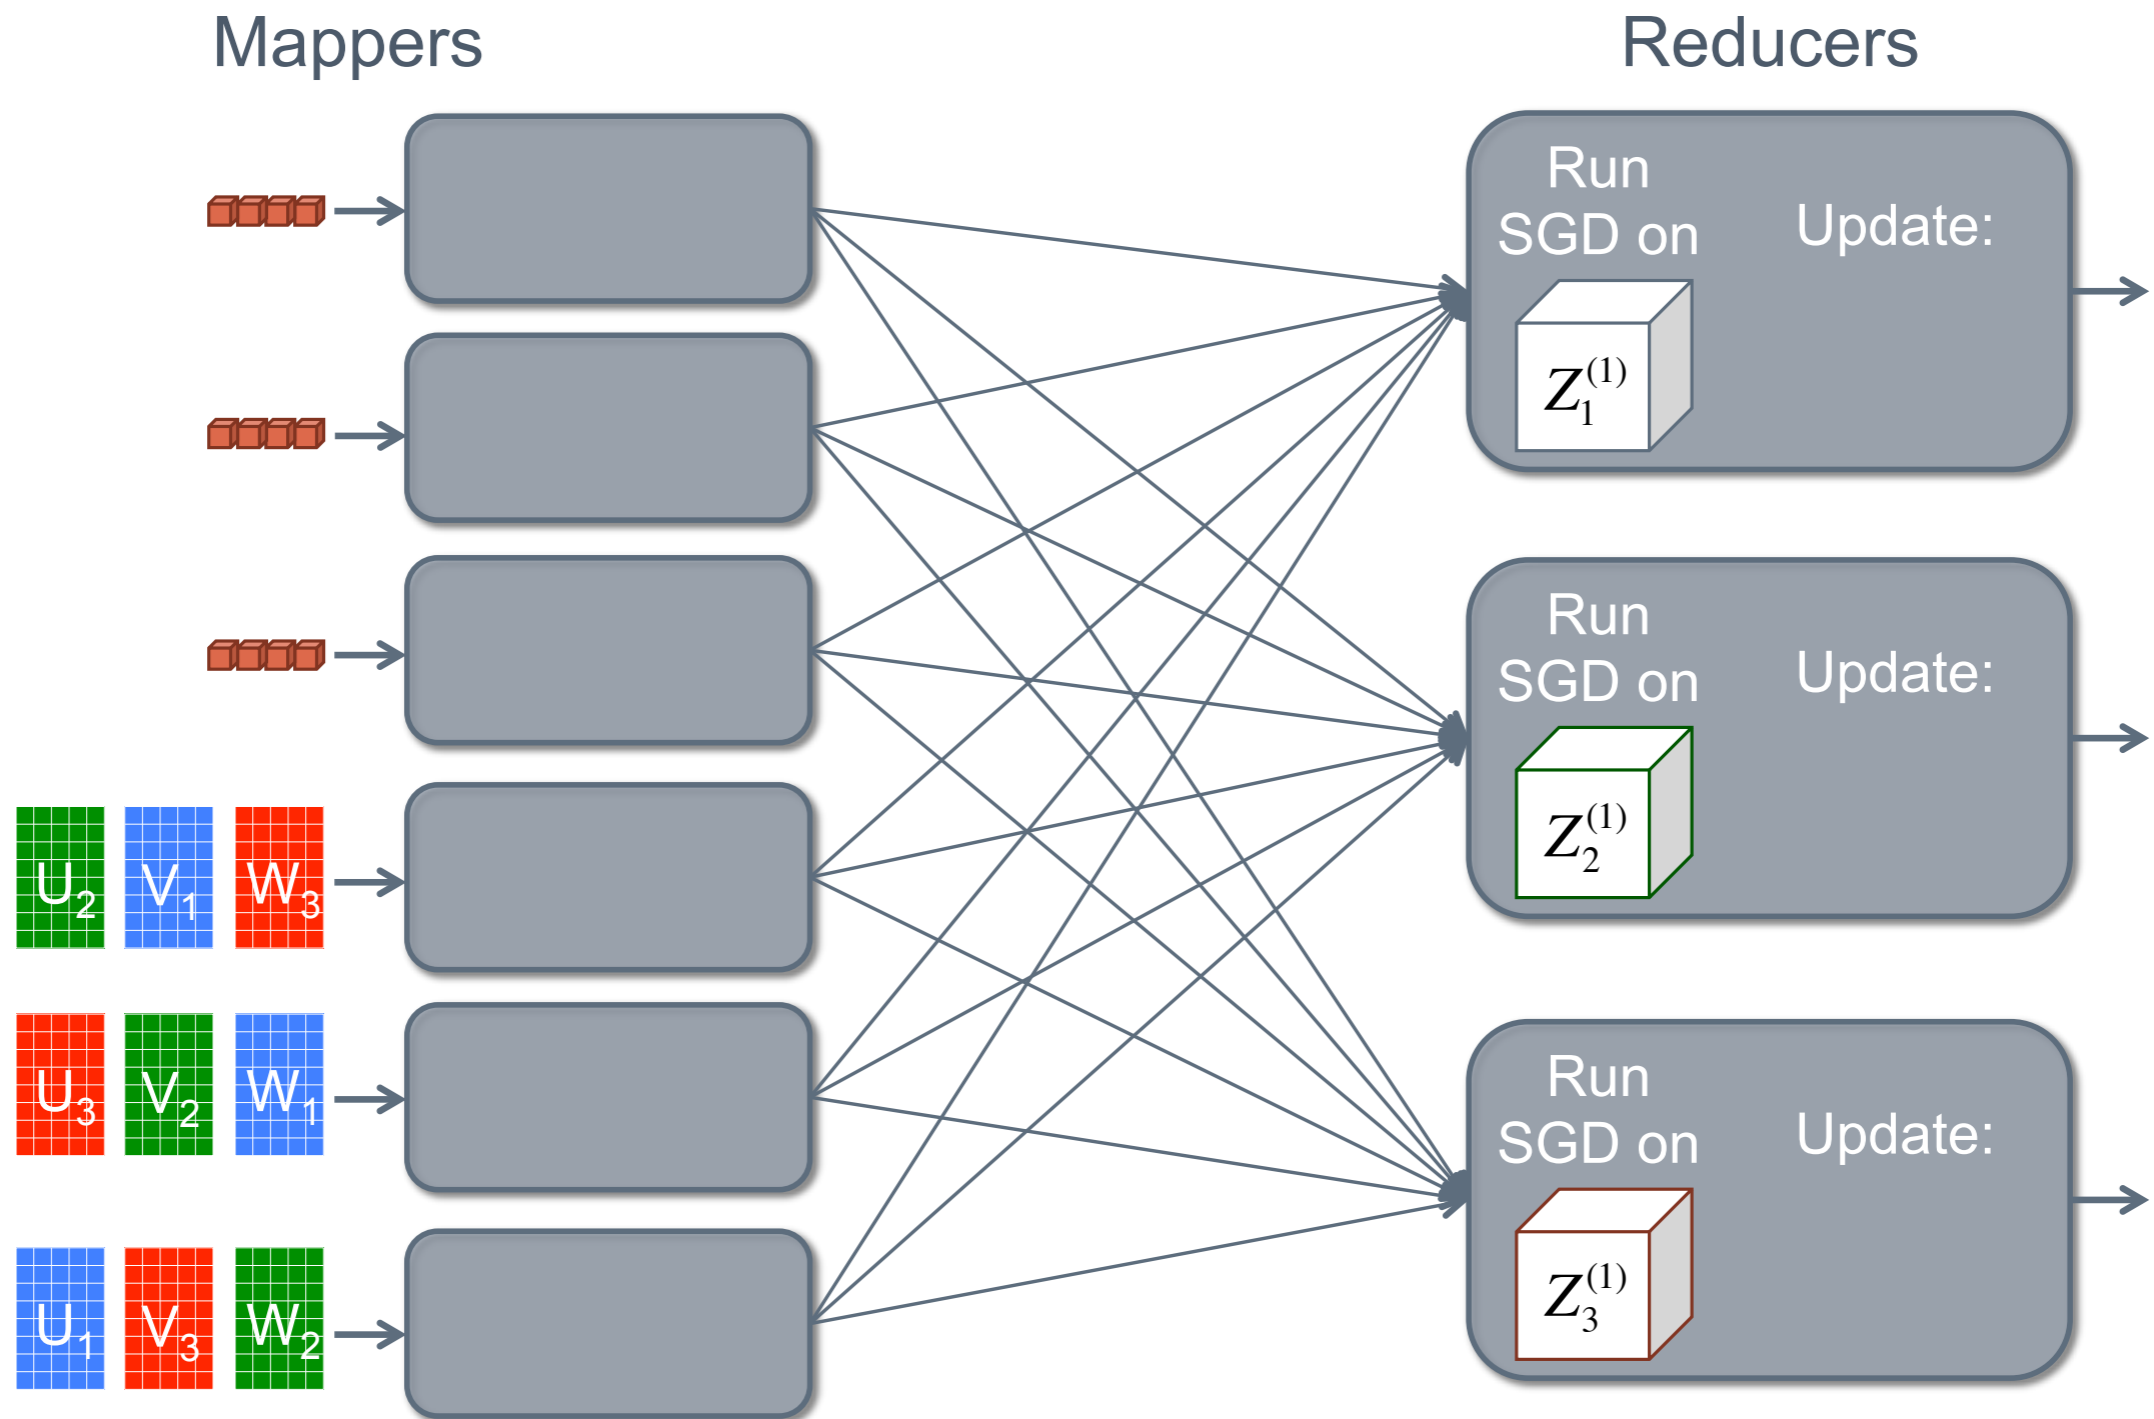 Mappers
Reducers
Run
SGD on
Update:
Z₁⁽¹⁾
Run
SGD on
Update:
Z₂⁽¹⁾
U₂ V₁ W₃
U₃ V₂ W₁
Run
SGD on
Update:
Z₃⁽¹⁾
U₁ V₃ W₂